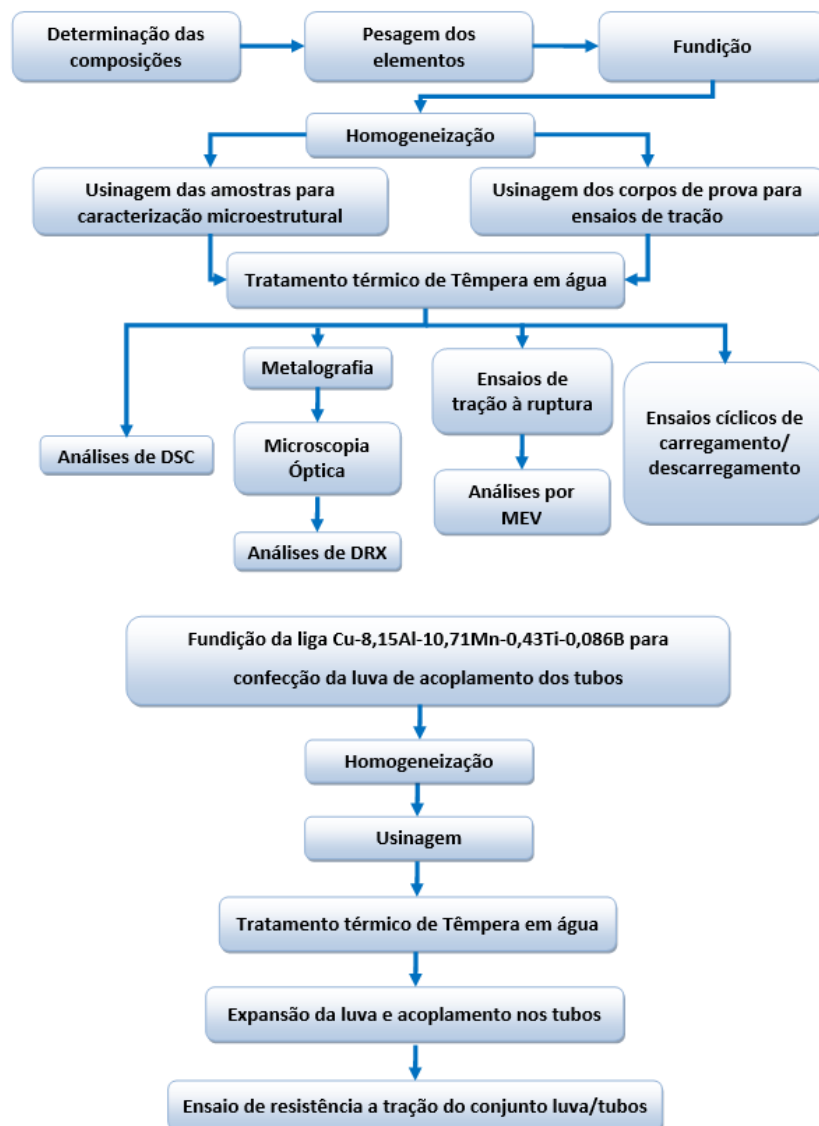 Determinação das
composições
Pesagem dos
elementos
Fundição
Homogeneização
Usinagem das amostras para
caracterização microestrutural
Usinagem dos corpos de prova para
ensaios de tração
Tratamento térmico de Têmpera em água
Análises de DSC
Metalografia
Microscopia
Óptica
Análises de DRX
Ensaios de
tração à ruptura
Análises por
MEV
Ensaios cíclicos de
carregamento/
descarregamento
Fundição da liga Cu-8,15Al-10,71Mn-0,43Ti-0,086B para
confecção da luva de acoplamento dos tubos
Homogeneização
Usinagem
Tratamento térmico de Têmpera em água
Expansão da luva e acoplamento nos tubos
Ensaio de resistência a tração do conjunto luva/tubos